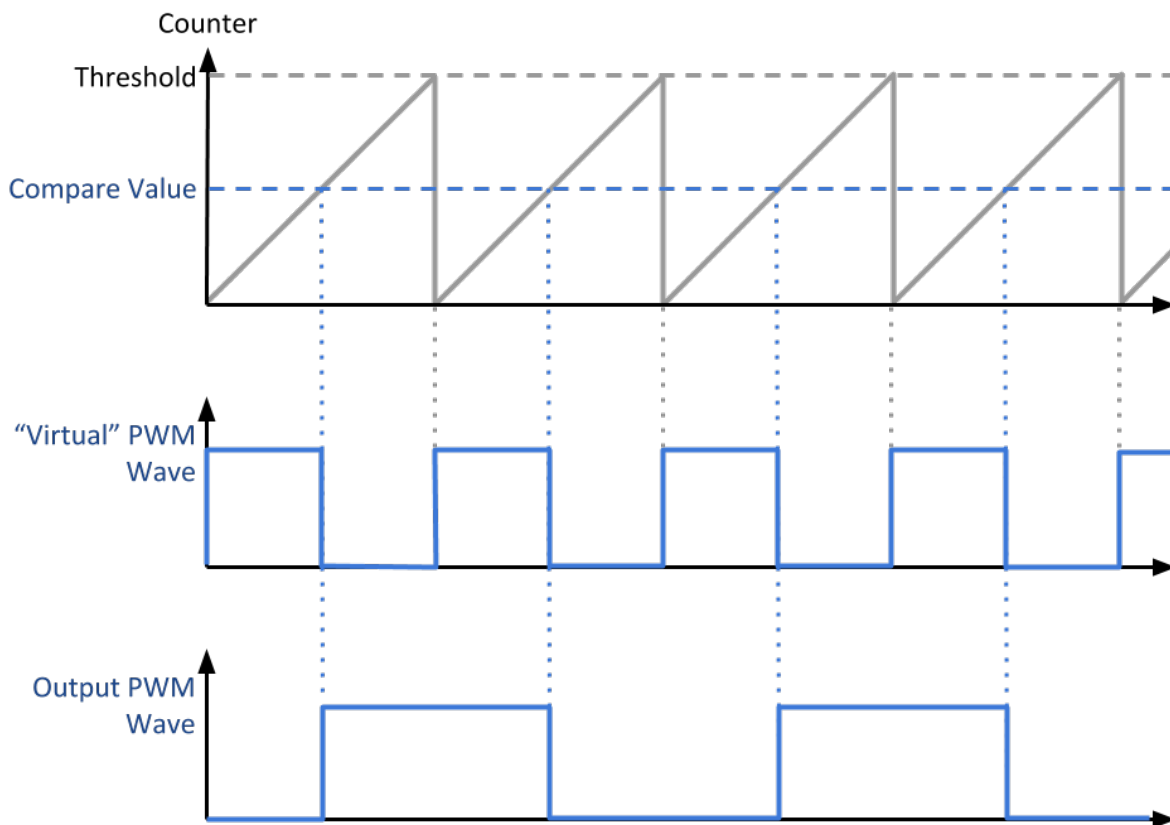 Counter
Threshold
Compare Value
“Virtual” PWM
Wave
Output PWM
Wave